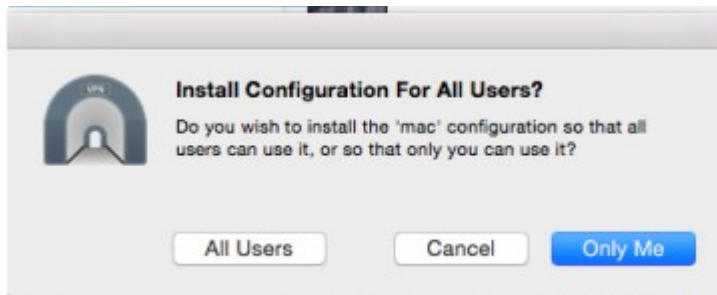 VPN
Install Configuration For All Users?
Do you wish to install the 'mac' configuration so that all
users can use it, or so that only you can use it?
All Users
Cancel
Only Me